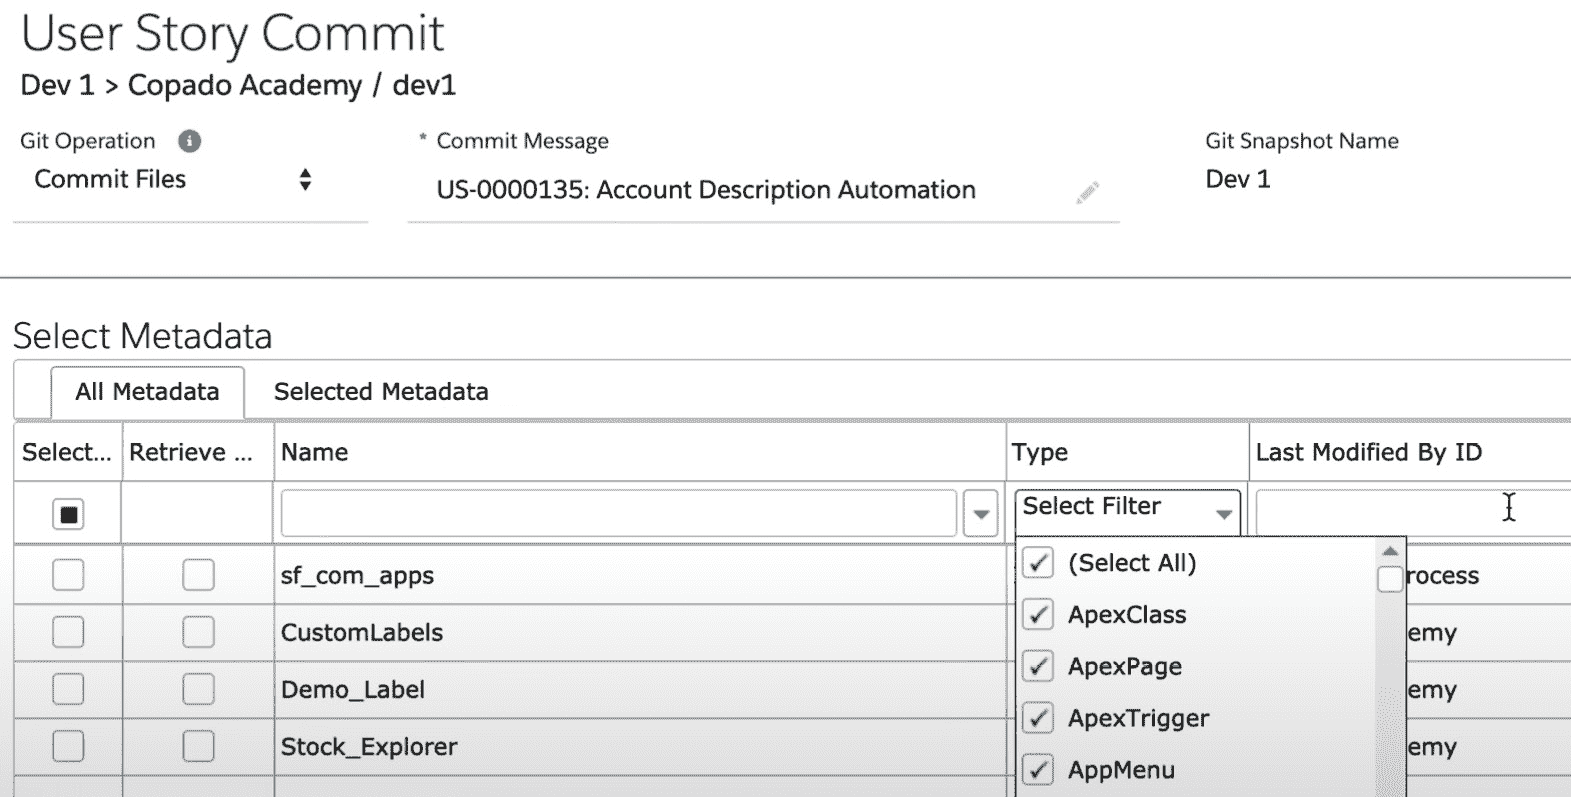 User Story Commit
Dev 1 > Copado Academy / dev1
Git Operation
* Commit Message
Git Snapshot Name
Commit Files
US-0000135: Account Description Automation
Dev 1
Select Metadata
All Metadata
Selected Metadata
Select... Retrieve ... Name Type Last Modified By ID
Select Filter
(Select All)
sf_com_apps
rocess
ApexClass
CustomLabels
emy
ApexPage
Demo_Label
emy
ApexTrigger
Stock_Explorer
emy
AppMenu